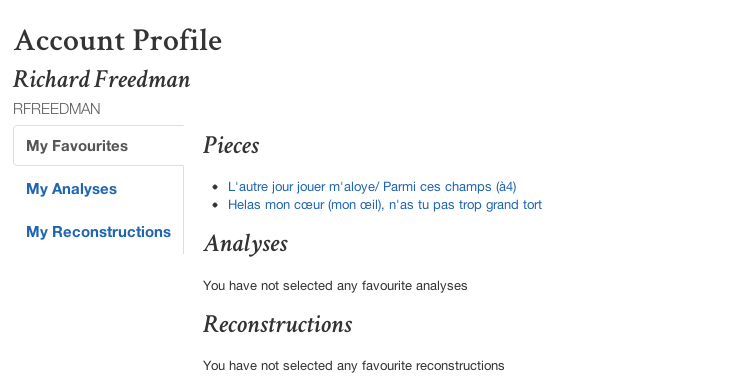 Account Profile
Richard Freedman
RFREEDMAN
My Favourites
My Analyses
My Reconstructions
Pieces
• L'autre jour jouer m'aloye/ Parmi ces champs (à4)
• Helas mon cœur (mon œil), n'as tu pas trop grand tort
Analyses
You have not selected any favourite analyses
Reconstructions
You have not selected any favourite reconstructions